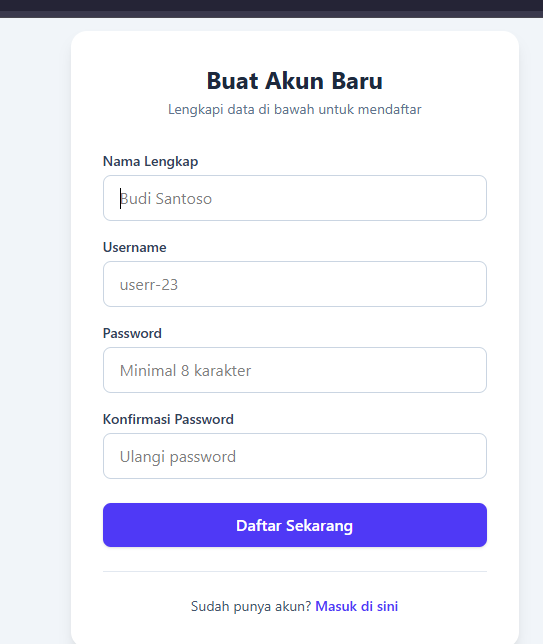 Buat Akun Baru
Lengkapi data di bawah untuk mendaftar
Nama Lengkap
Budi Santoso
Username
userr-23
Password
Minimal 8 karakter
Konfirmasi Password
Ulangi password
Daftar Sekarang
Sudah punya akun? Masuk di sini